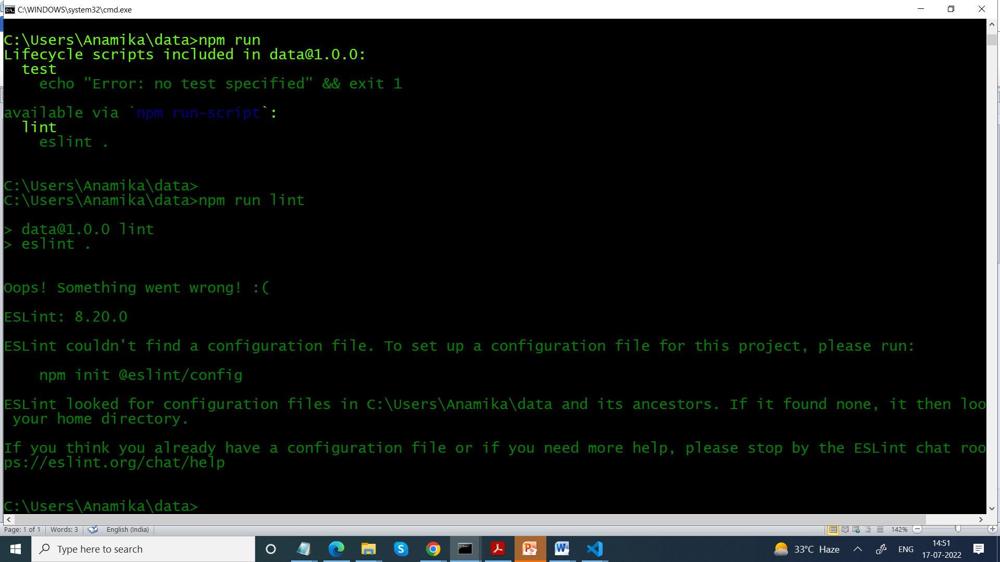 C:\WINDOWS\system32\cmd.exe
C:\Users\Anamika\data>npm run
Lifecycle scripts included in data@1.0.0:
  test
    echo "Error: no test specified" && exit 1
available via `npm run-script`:
  lint
    eslint .
C:\Users\Anamika\data>
C:\Users\Anamika\data>npm run lint
> data@1.0.0 lint
> eslint .
Oops! Something went wrong! :(
ESLint: 8.20.0
ESLint couldn't find a configuration file. To set up a configuration file for this project, please run:
    npm init @eslint/config
ESLint looked for configuration files in C:\Users\Anamika\data and its ancestors. If it found none, it then loo
 your home directory.
If you think you already have a configuration file or if you need more help, please stop by the ESLint chat roo
ps://eslint.org/chat/help
C:\Users\Anamika\data>
Page: 1 of 1 Words: 3 English (India) 142%
Type here to search 33°C Haze ENG 14:51
17-07-2022